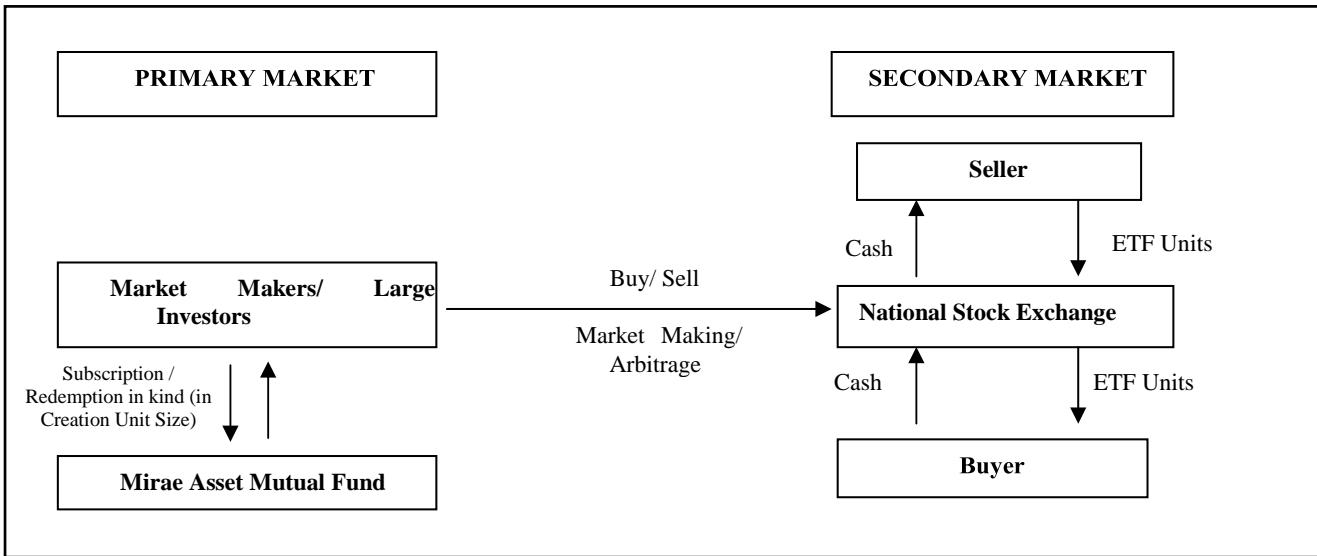 PRIMARY MARKET
SECONDARY MARKET
Seller
Cash
ETF Units
Market Makers/ Large
Investors
Buy/ Sell
National Stock Exchange
Market Making/
Arbitrage
Subscription /
Redemption in kind (in
Creation Unit Size)
Cash
ETF Units
Mirae Asset Mutual Fund
Buyer